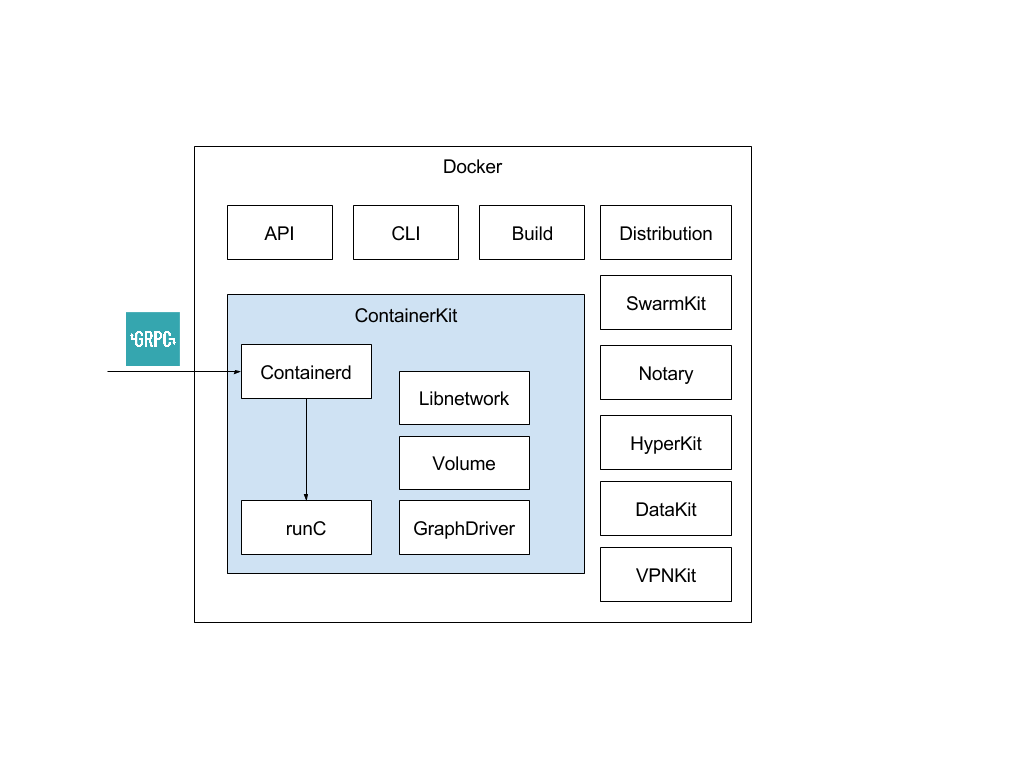 Docker
API
CLI
Build
Distribution
SwarmKit
ContainerKit
GRPC
Containerd
Notary
Libnetwork
HyperKit
Volume
DataKit
runC
GraphDriver
VPNKit